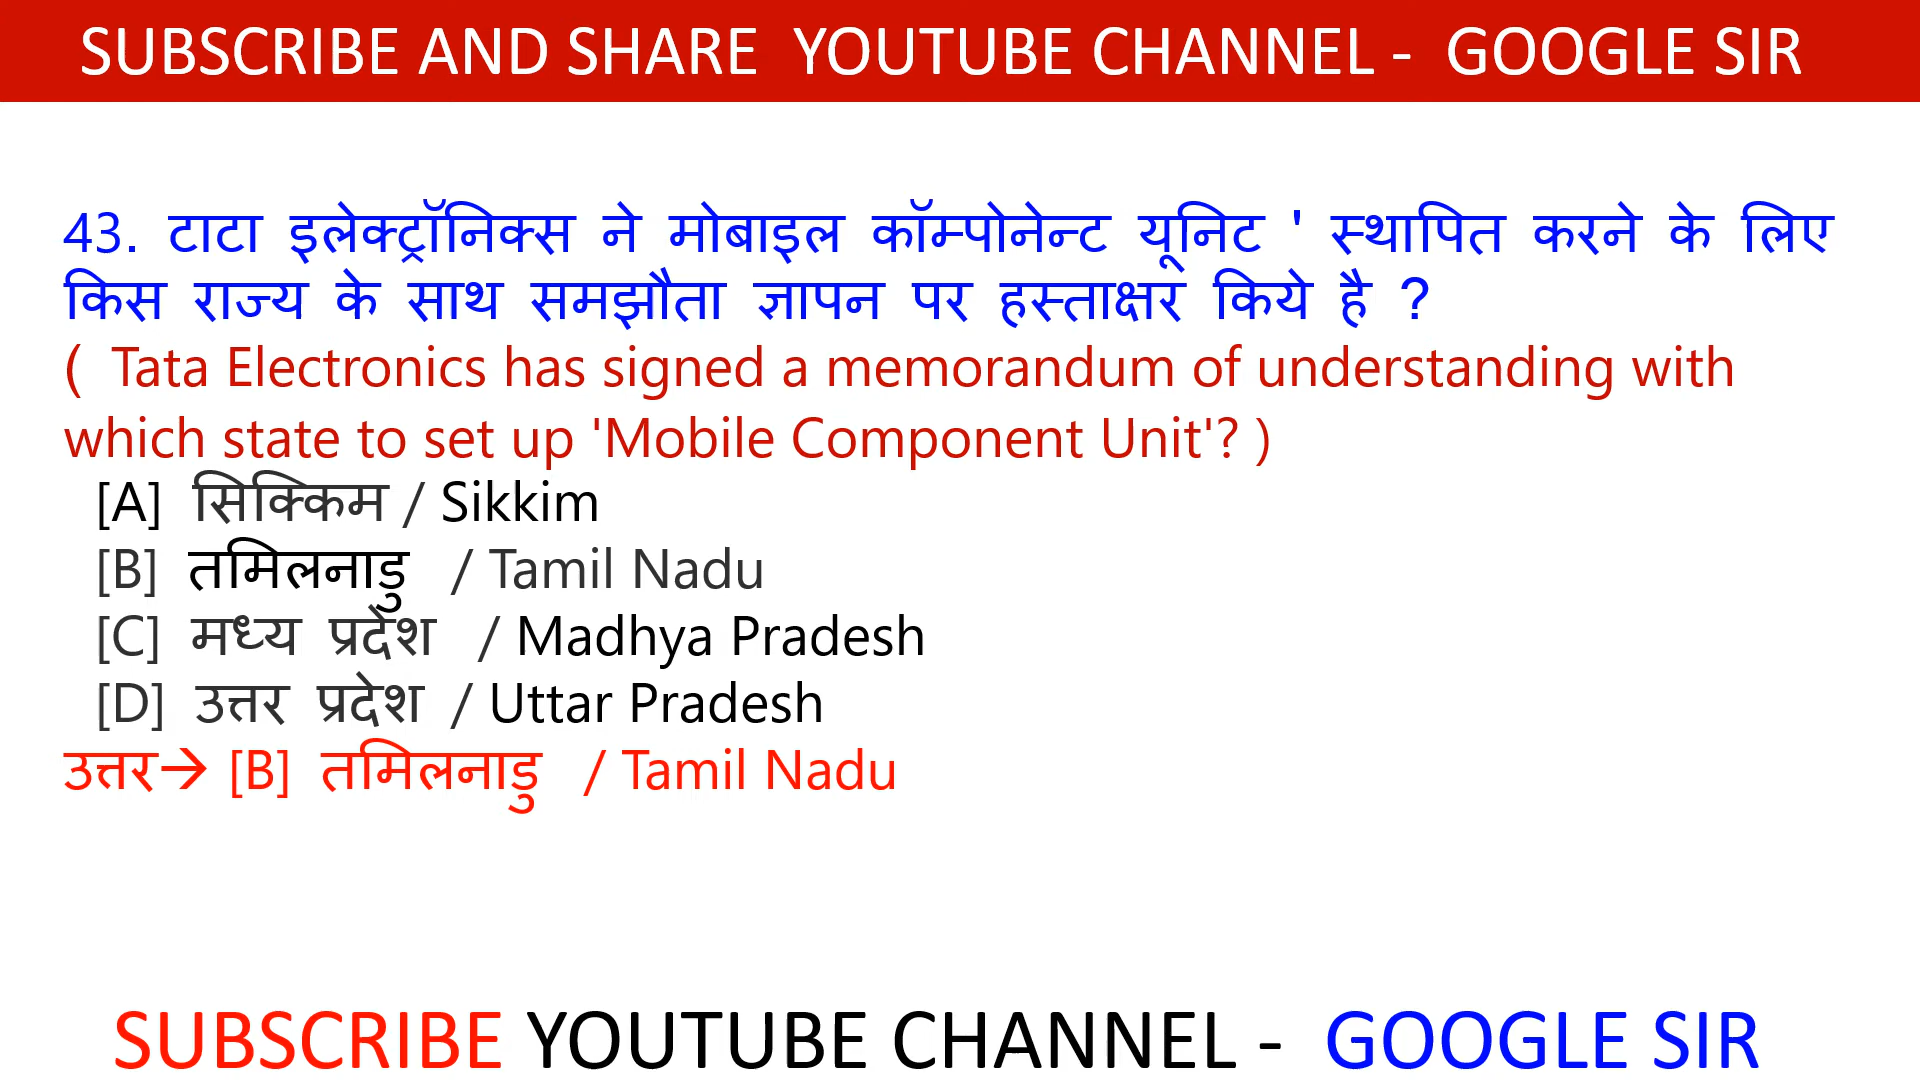 SUBSCRIBE AND SHARE YOUTUBE CHANNEL - GOOGLE SIR
43. टाटा इलेक्ट्रॉनिक्स ने मोबाइल कॉम्पोनेन्ट यूनिट ' स्थापित करने के लिए
किस राज्य के साथ समझौता ज्ञापन पर हस्ताक्षर किये है ?
( Tata Electronics has signed a memorandum of understanding with
which state to set up 'Mobile Component Unit'? )
[A] सिक्किम / Sikkim
[B] तमिलनाडु / Tamil Nadu
[C] मध्य प्रदेश / Madhya Pradesh
[D] उत्तर प्रदेश / Uttar Pradesh
उत्तर→ [B] तमिलनाडु / Tamil Nadu
SUBSCRIBE YOUTUBE CHANNEL - GOOGLE SIR